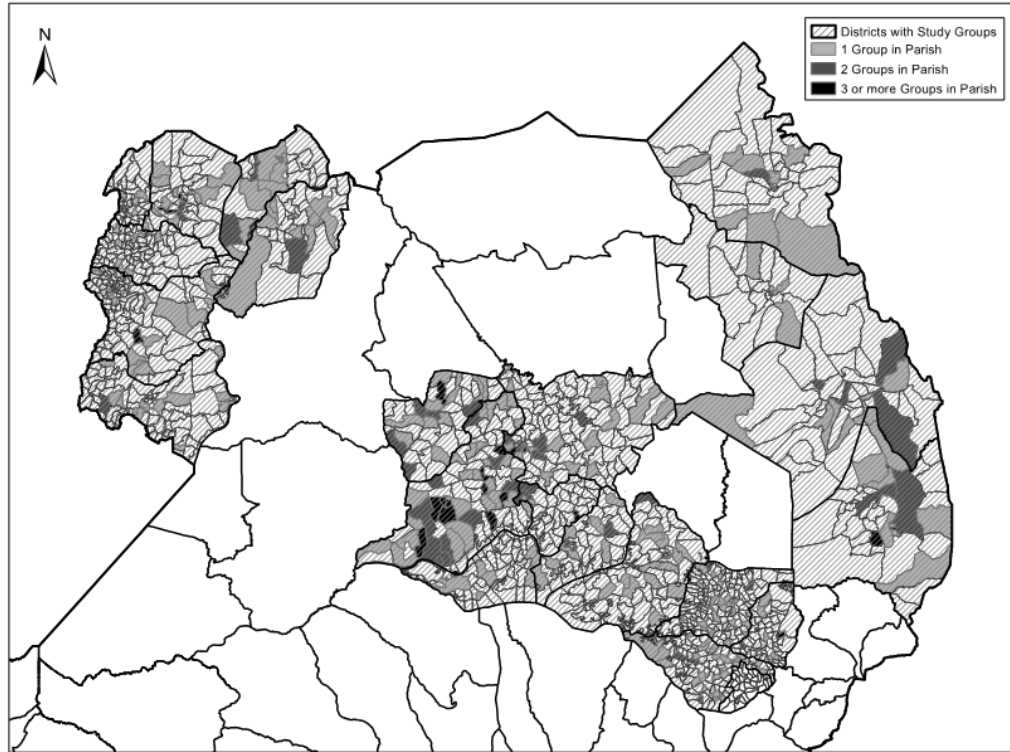 N
Districts with Study Groups
1 Group in Parish
2 Groups in Parish
3 or more Groups in Parish